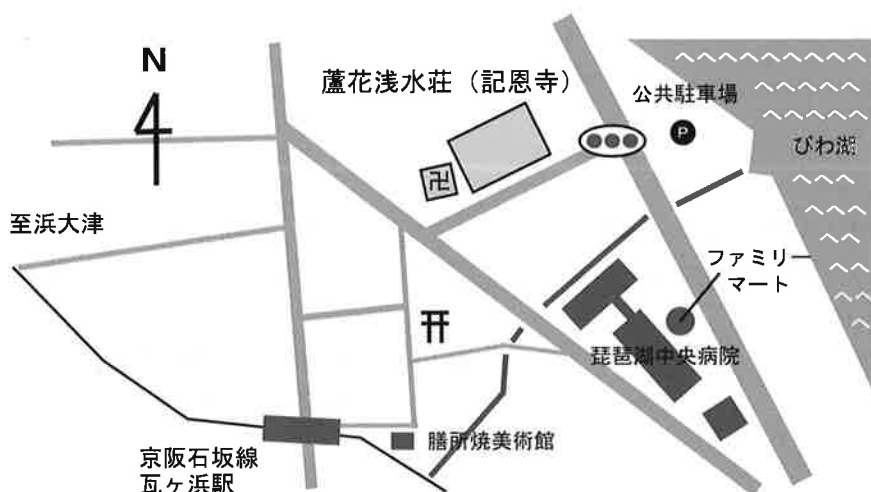 N
蘆花浅水荘（記恩寺）
公共駐車場
P
びわ湖
卍
至浜大津
ファミリー
マート
琵琶湖中央病院
膳所焼美術館
京阪石坂線
瓦ヶ浜駅